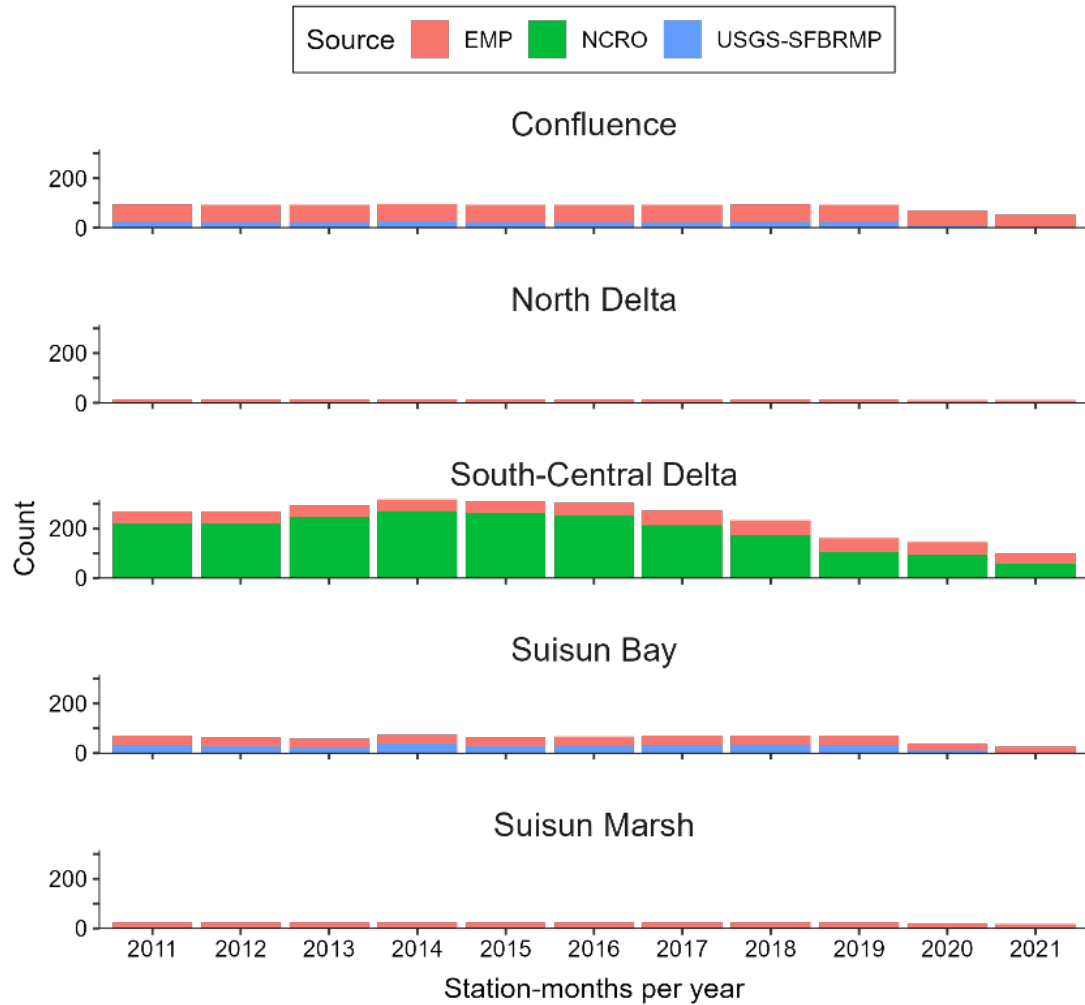 Source EMP NCRO USGS-SFBRMP
Confluence
200
0
North Delta
200
0
South-Central Delta
200
0
Count
Suisun Bay
200
0
Suisun Marsh
200
0
2011 2012 2013 2014 2015 2016 2017 2018 2019 2020 2021
Station-months per year